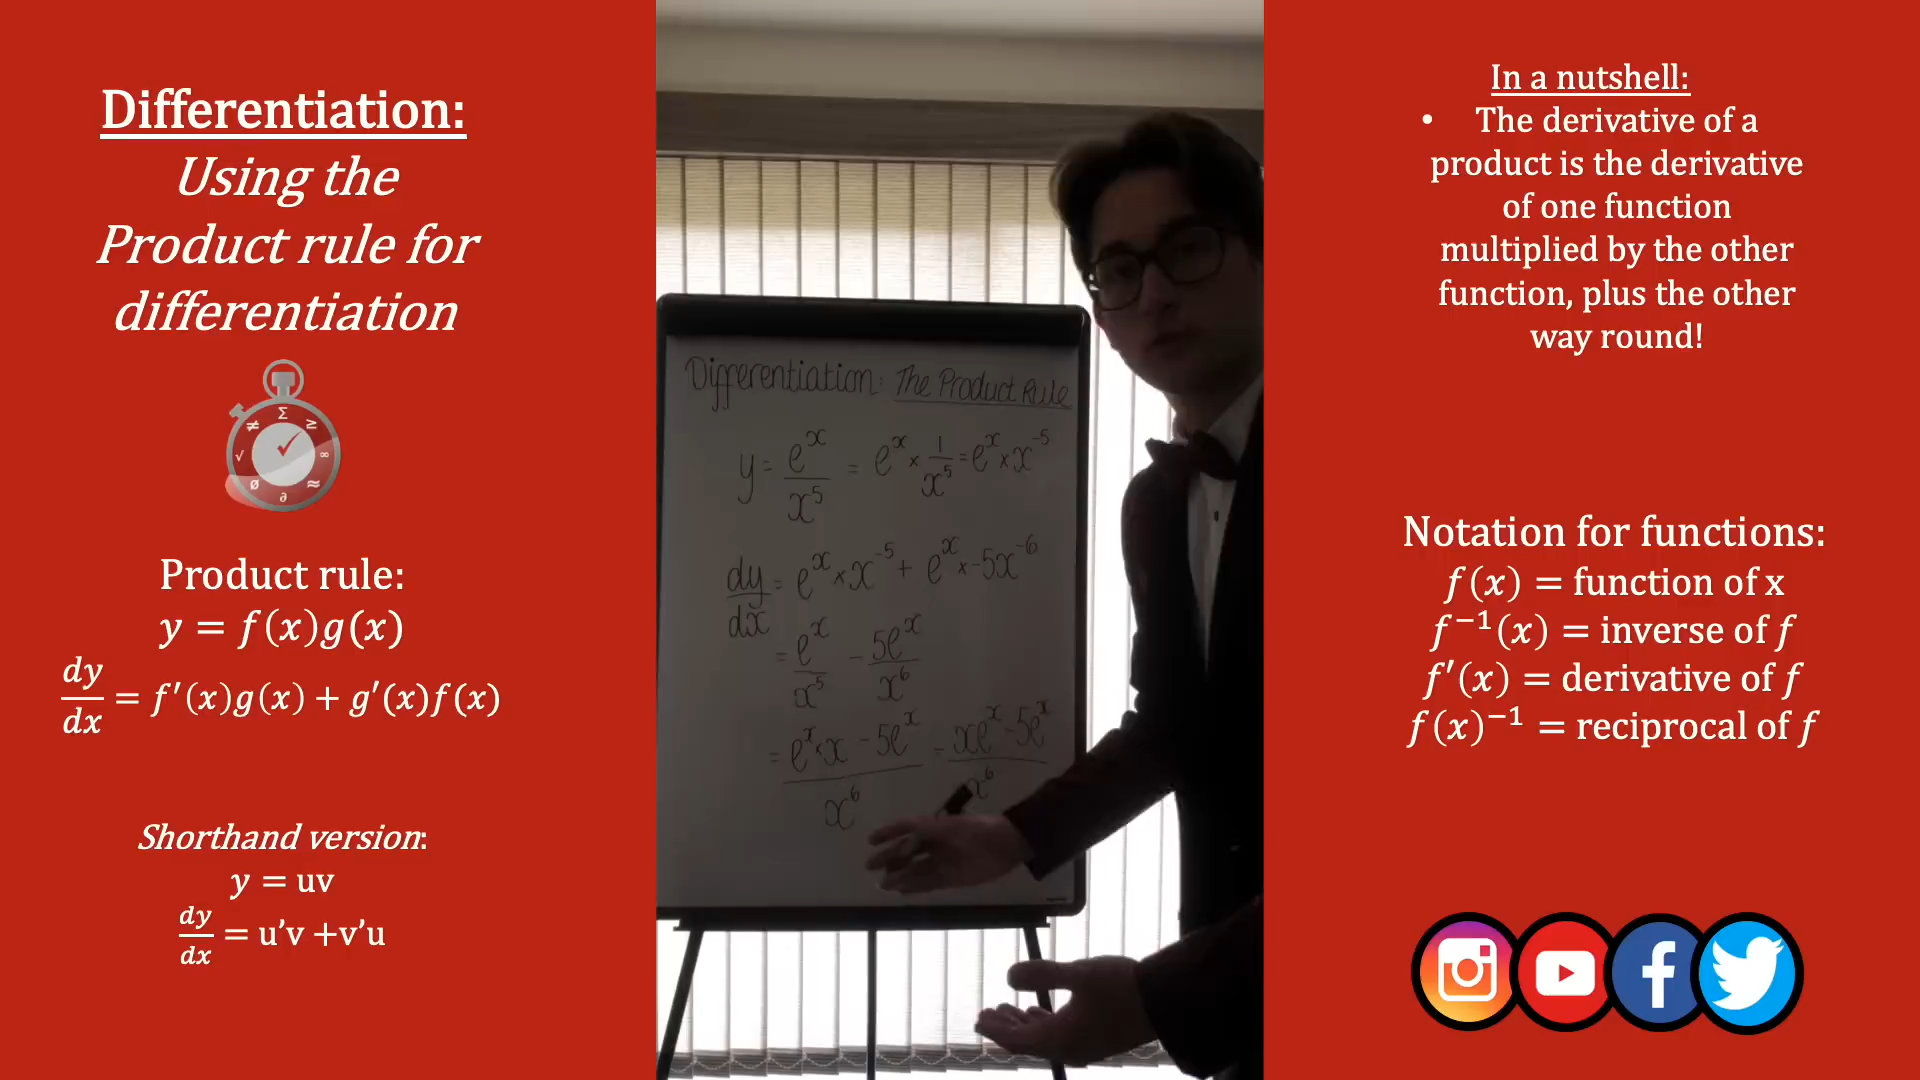 Differentiation:
Using the
Product rule for
differentiation
Σ
≠ ≥
√ ∞
Ø ≈
∂
Product rule:
y = f(x)g(x)
dy/dx = f′(x)g(x) + g′(x)f(x)
Shorthand version:
y = uv
dy/dx = u’v +v’u
Differentiation: The Product Rule
y = e^x/x^5 = e^x × 1/x^5 = e^x × x^-5
dy/dx = e^x × x^-5 + e^x × -5x^-6
= e^x/x^5 - 5e^x/x^6
= (e^x × x - 5e^x)/x^6 = (xe^x - 5e^x)/x^6
In a nutshell:
• The derivative of a
product is the derivative
of one function
multiplied by the other
function, plus the other
way round!
Notation for functions:
f(x) = function of x
f⁻¹(x) = inverse of f
f′(x) = derivative of f
f(x)⁻¹ = reciprocal of f